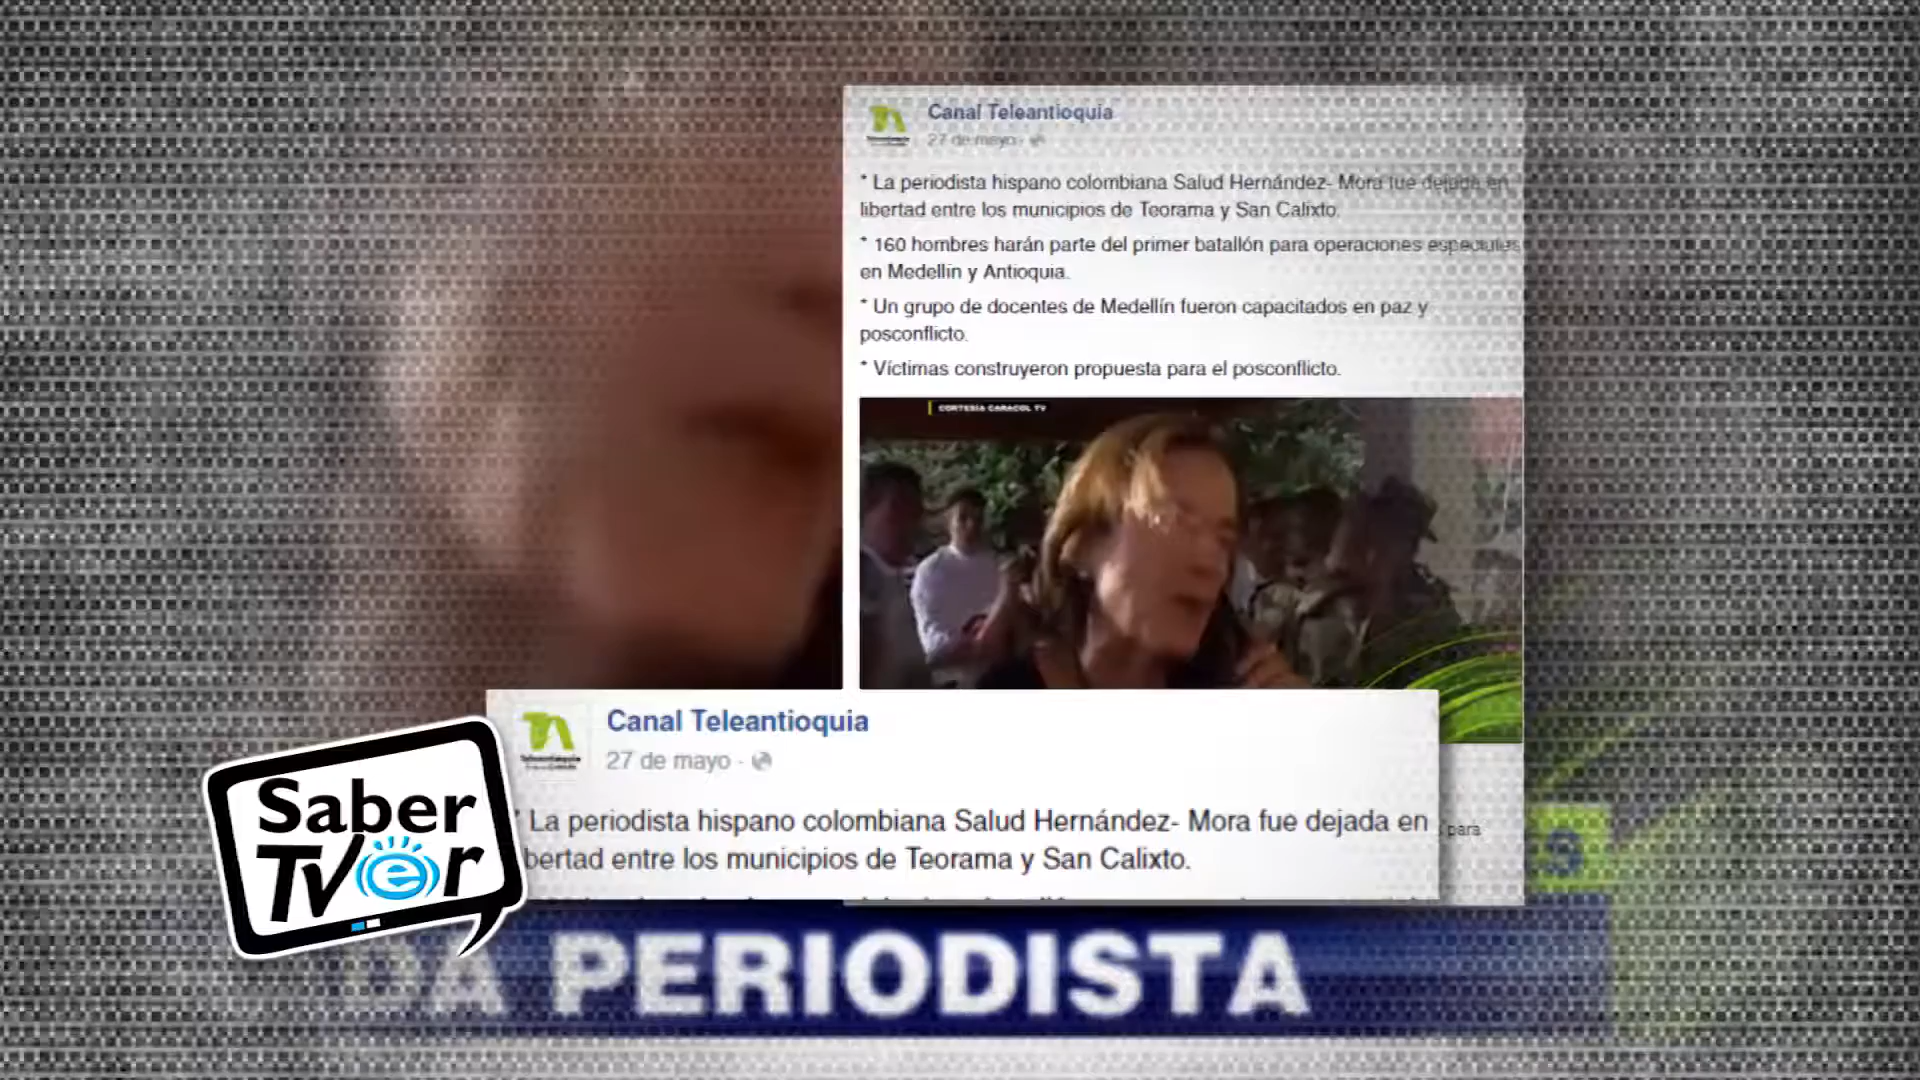 Canal Teleantioquia
27 de mayo ·
* La periodista hispano colombiana Salud Hernández- Mora fue dejada en
libertad entre los municipios de Teorama y San Calixto.
* 160 hombres harán parte del primer batallón para operaciones especiales
en Medellín y Antioquia.
* Un grupo de docentes de Medellín fueron capacitados en paz y
posconflicto.
* Víctimas construyeron propuesta para el posconflicto.
CORTESÍA CARACOL TV
Canal Teleantioquia
27 de mayo ·
* La periodista hispano colombiana Salud Hernández- Mora fue dejada en
bertad entre los municipios de Teorama y San Calixto.
para
Saber
TVer
DA PERIODISTA